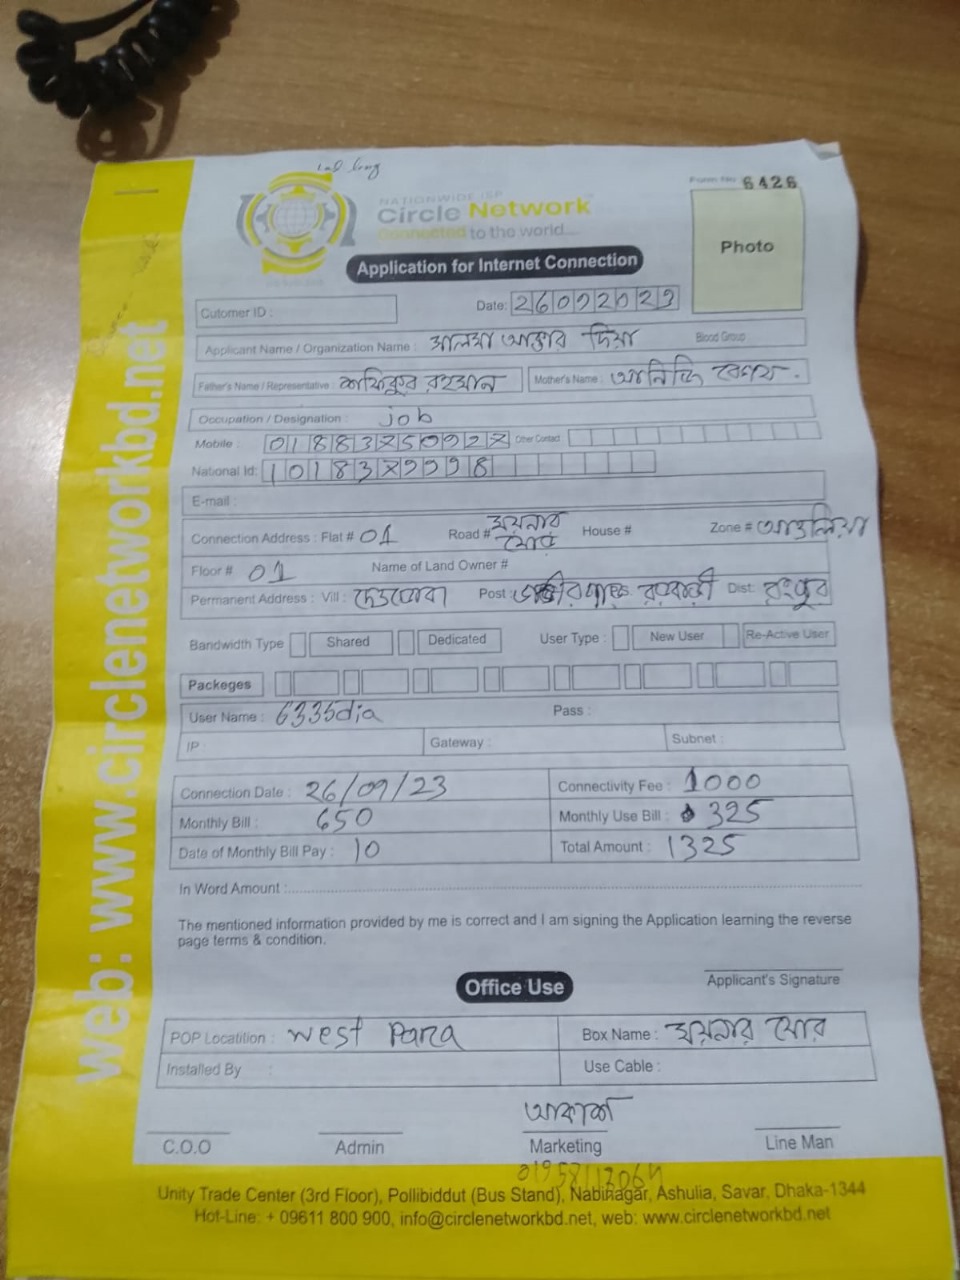 Form No 6426
NATIONWIDE ISP
Circle Network
Connected to the world...
Application for Internet Connection
Photo
Cutomer ID :
Date: 26092023
Applicant Name / Organization Name : আক্তার দিয়া Blood Group :
Father's Name / Representative : শফিকুর রহমান Mother's Name : বেগম.
Occupation / Designation : job
Mobile : Other Contact
National Id:
E-mail :
Connection Address : Flat # 01 Road # ময়নার মোর House # Zone # আশুলিয়া
Floor # 01 Name of Land Owner #
Permanent Address : Vill : Post : Dist: রংপুর
Bandwidth Type Shared Dedicated User Type : New User Re-Active User
Packeges
User Name : 6335dia Pass :
IP : Gateway : Subnet :
Connection Date : 26/09/23 Connectivity Fee : 1000
Monthly Bill : 650 Monthly Use Bill : 325
Date of Monthly Bill Pay : 10 Total Amount : 1325
In Word Amount :
The mentioned information provided by me is correct and I am signing the Application learning the reverse
page terms & condition.
Applicant's Signature
Office Use
POP Locatition : west Para Box Name : ময়নার মোর
Installed By : Use Cable :
আকাশ
C.O.O Admin Marketing Line Man
Unity Trade Center (3rd Floor), Pollibiddut (Bus Stand), Nabinagar, Ashulia, Savar, Dhaka-1344
Hot-Line: + 09611 800 900, info@circlenetworkbd.net, web: www.circlenetworkbd.net
web: www.circlenetworkbd.net